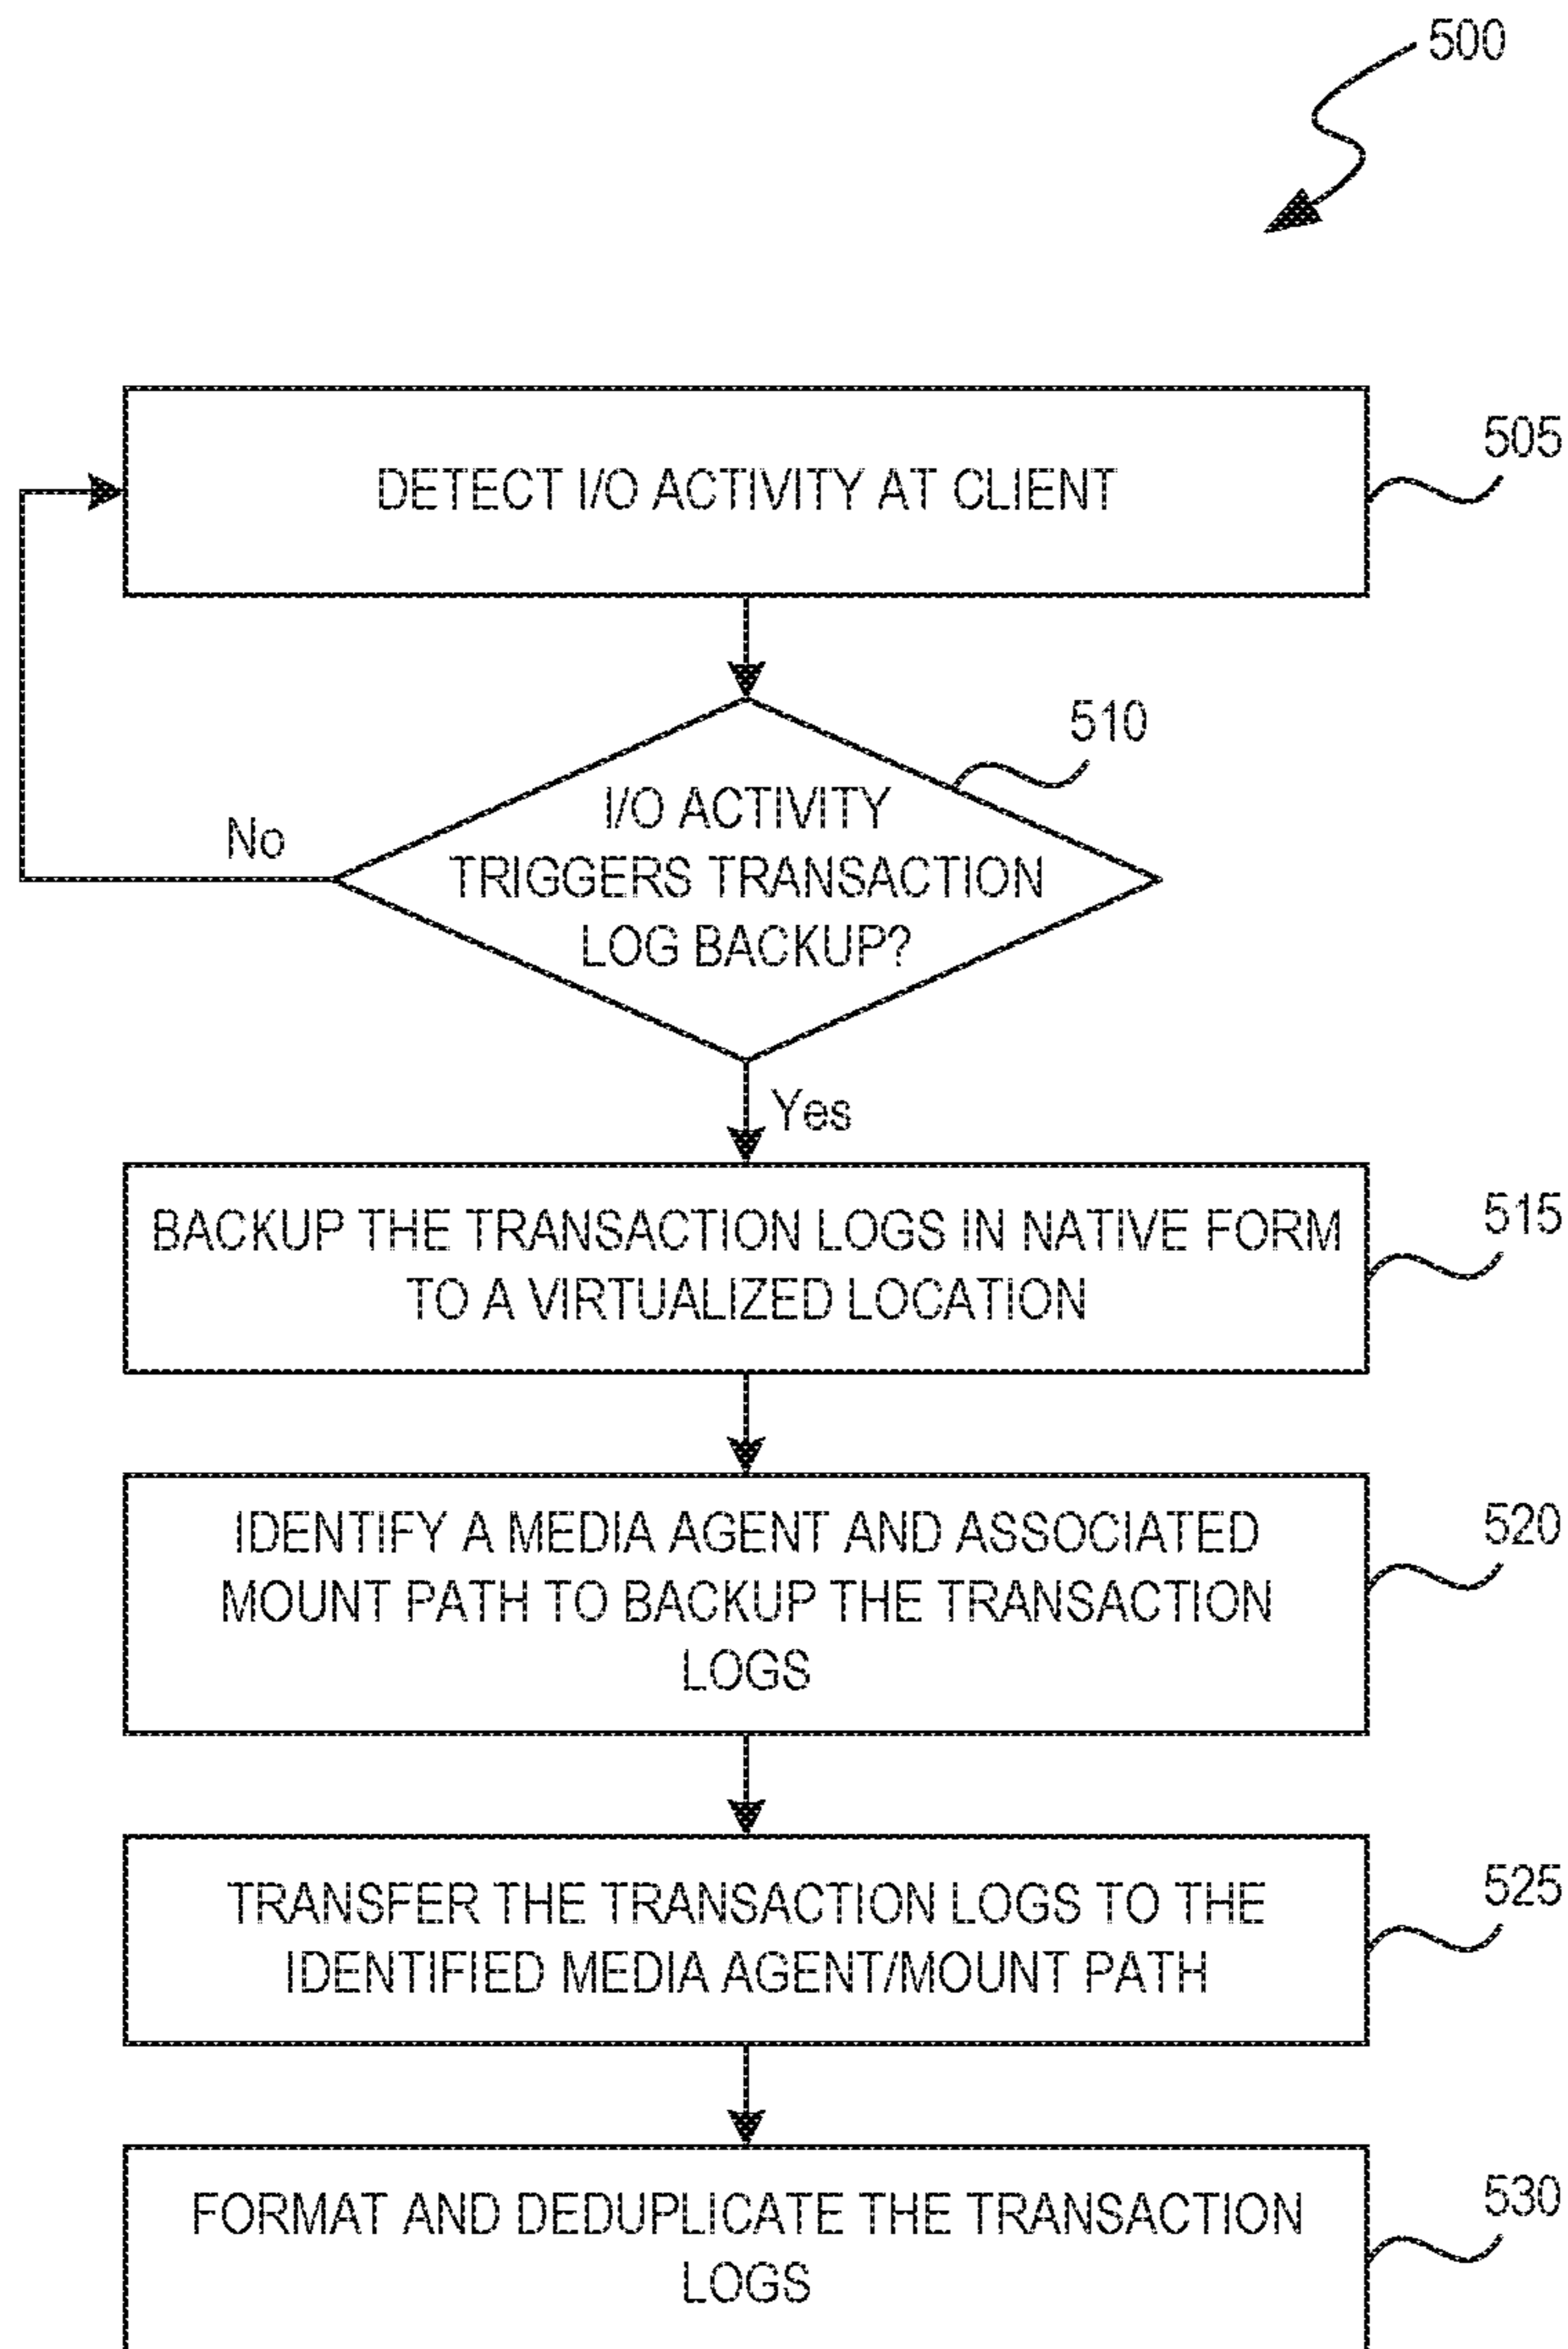 500
DETECT I/O ACTIVITY AT CLIENT
505
510
I/O ACTIVITY
TRIGGERS TRANSACTION
LOG BACKUP?
No
Yes
BACKUP THE TRANSACTION LOGS IN NATIVE FORM
TO A VIRTUALIZED LOCATION
515
IDENTIFY A MEDIA AGENT AND ASSOCIATED
MOUNT PATH TO BACKUP THE TRANSACTION
LOGS
520
TRANSFER THE TRANSACTION LOGS TO THE
IDENTIFIED MEDIA AGENT/MOUNT PATH
525
FORMAT AND DEDUPLICATE THE TRANSACTION
LOGS
530